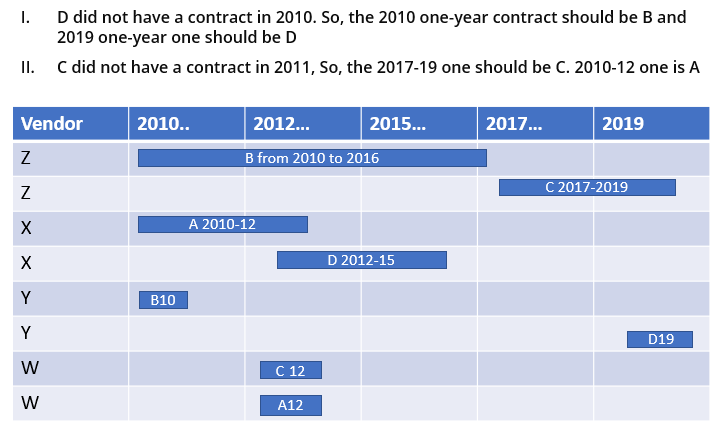 I. D did not have a contract in 2010. So, the 2010 one-year contract should be B and
2019 one-year one should be D
II. C did not have a contract in 2011, So, the 2017-19 one should be C. 2010-12 one is A
Vendor 2010.. 2012... 2015... 2017... 2019
Z B from 2010 to 2016
Z C 2017-2019
X A 2010-12
X D 2012-15
Y B10
Y D19
W C 12
W A12